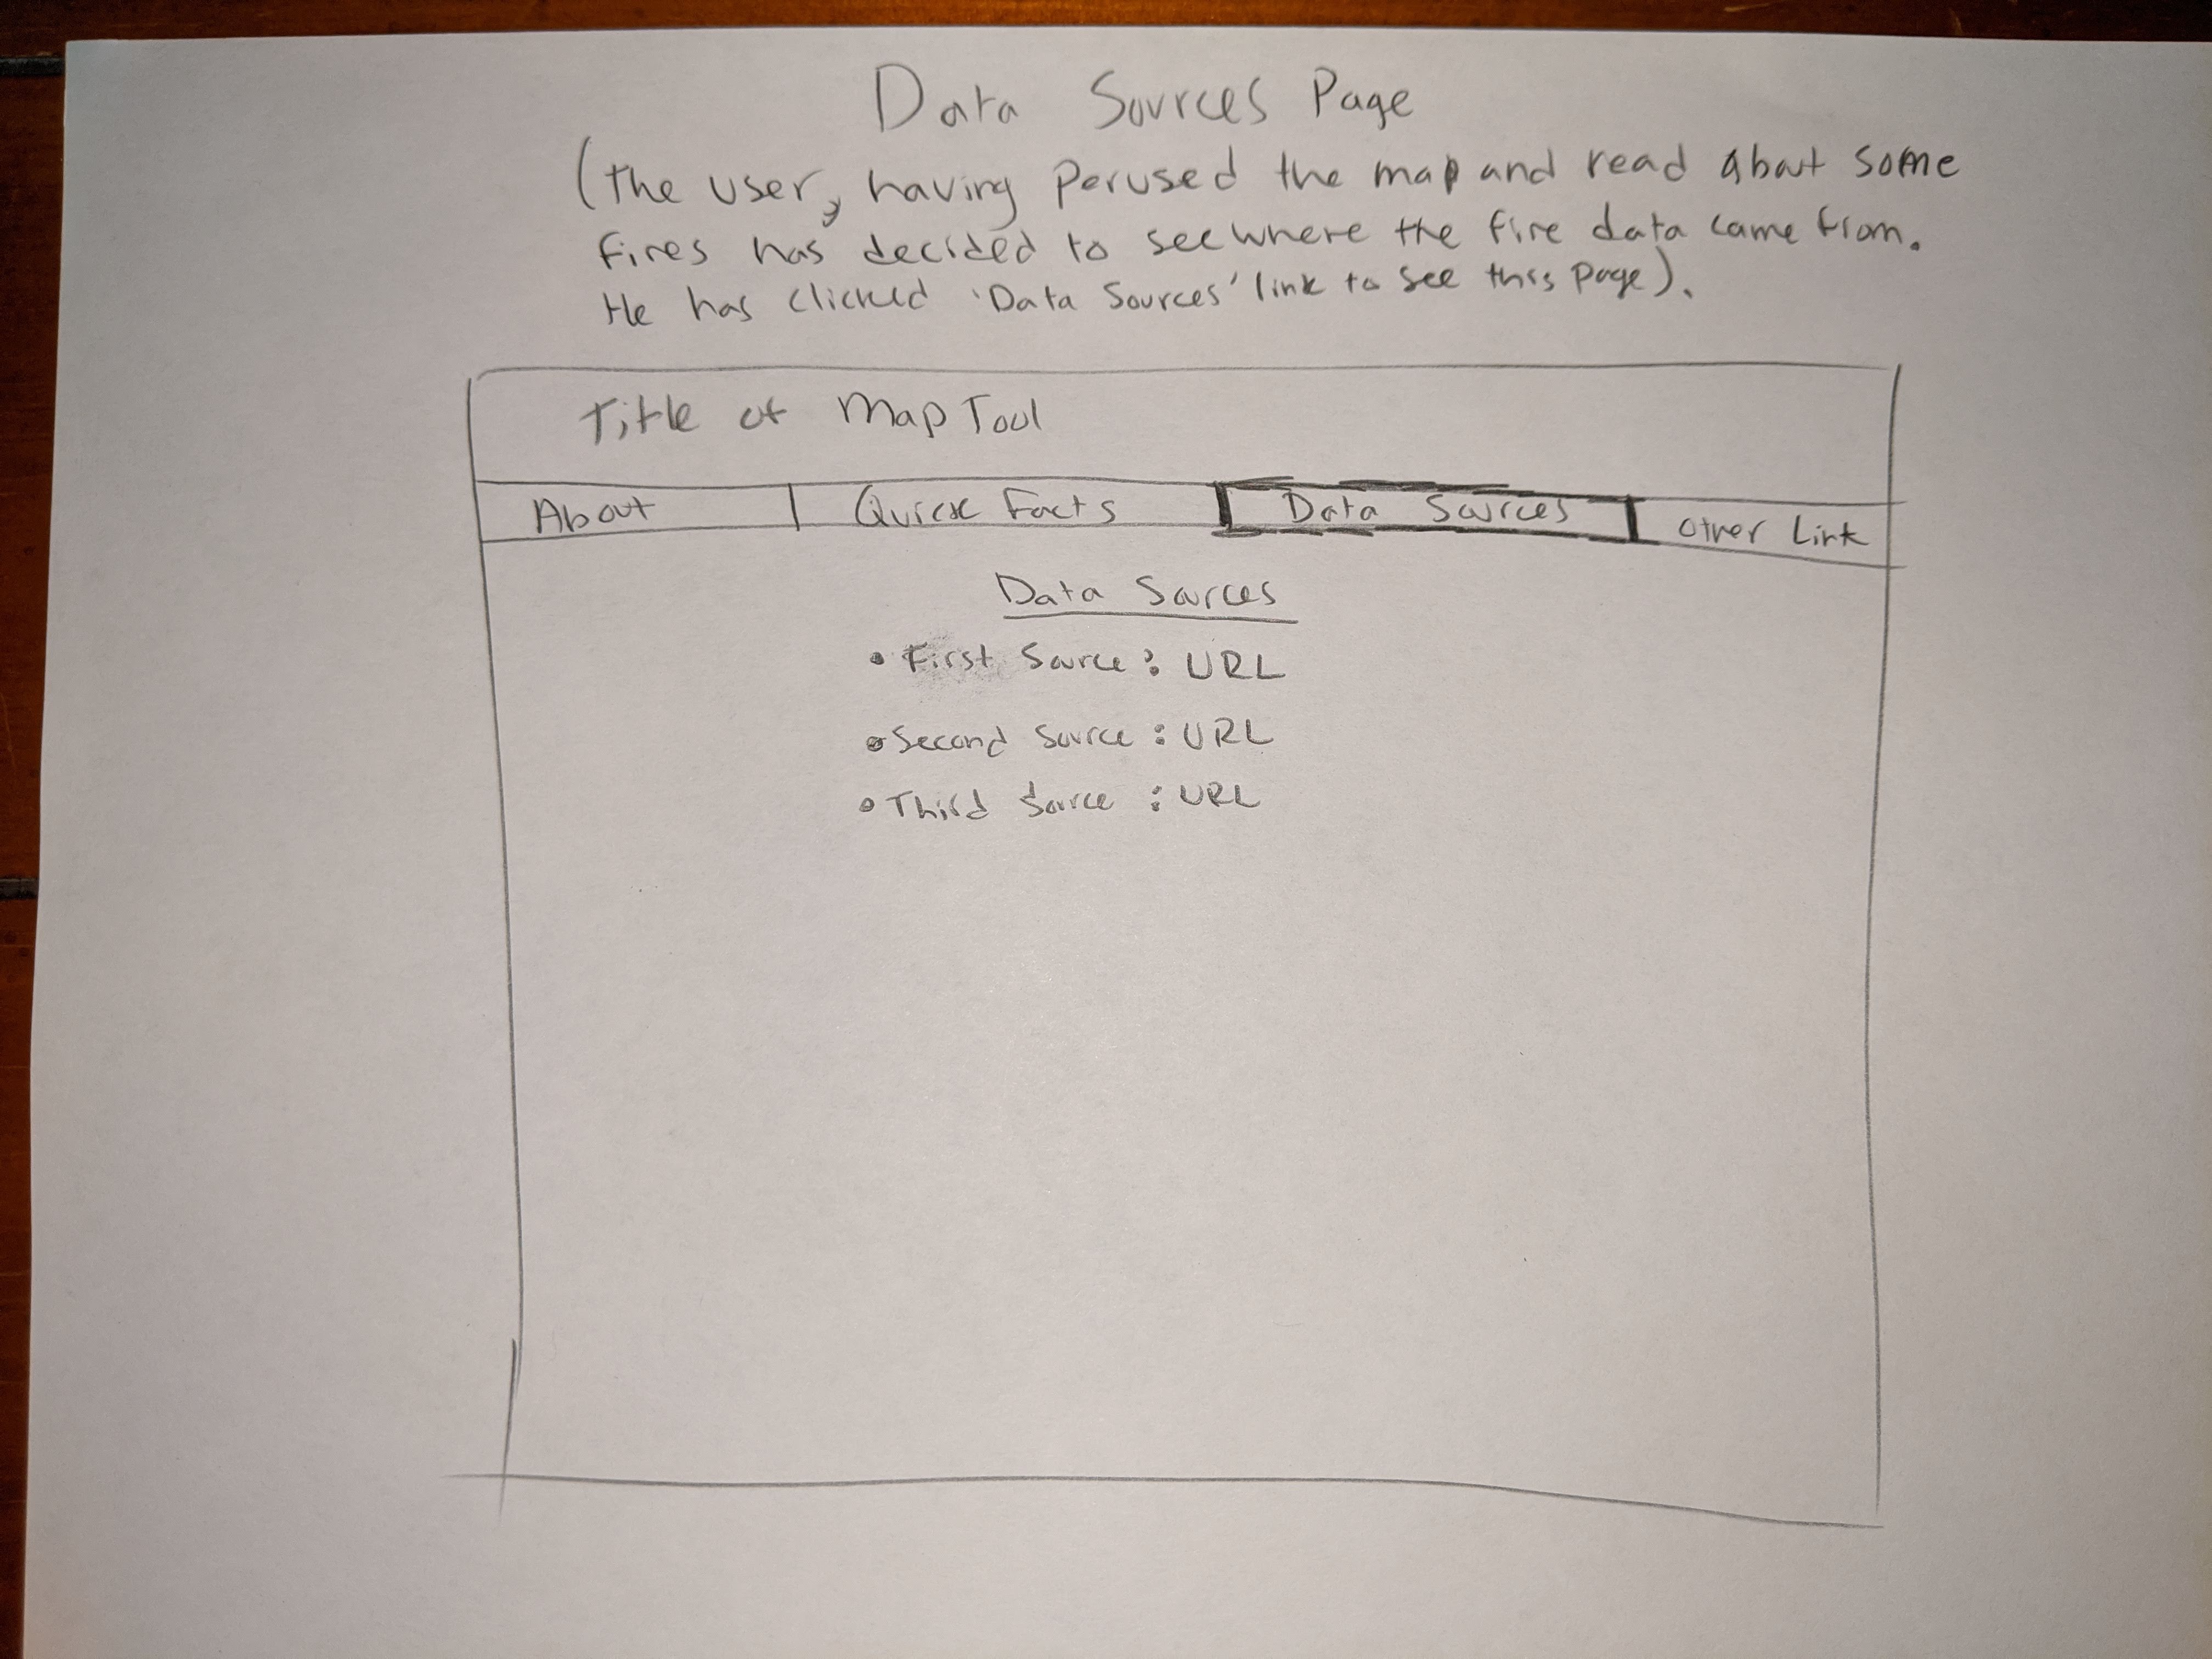 Data Sources Page
(The user, having perused the map and read about some
fires has decided to see where the fire data came from.
He has clicked 'Data Sources' link to see this page).
Title of Map Tool
About Quick Facts Data Sources Other Link
Data Sources
• First Source: URL
• Second Source: URL
• Third Source: URL